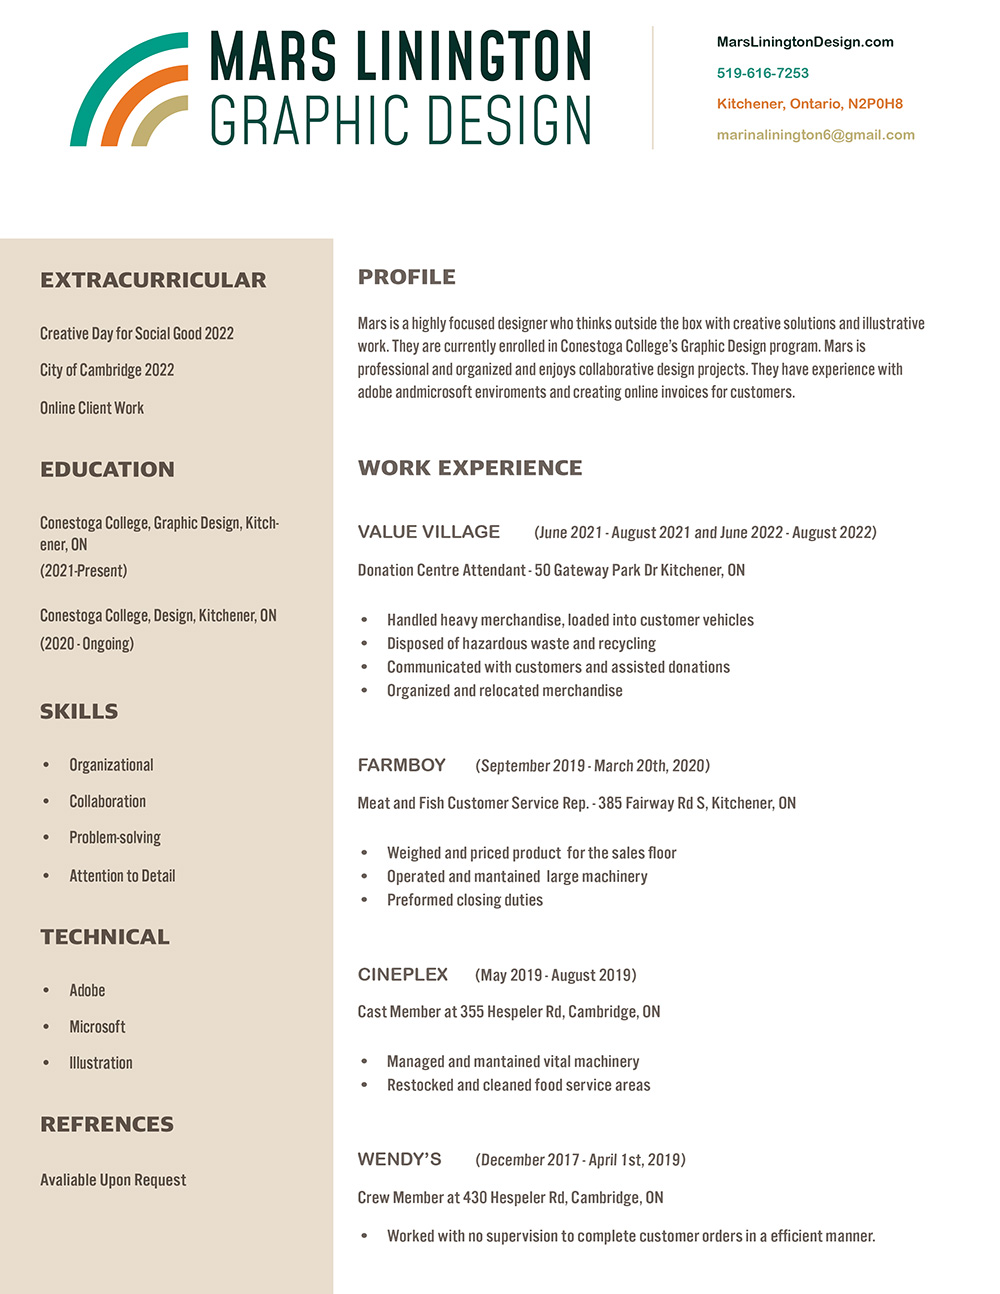 MARS LININGTON
GRAPHIC DESIGN
MarsLiningtonDesign.com
519-616-7253
Kitchener, Ontario, N2P0H8
marinalinington6@gmail.com
EXTRACURRICULAR
Creative Day for Social Good 2022
City of Cambridge 2022
Online Client Work
EDUCATION
Conestoga College, Graphic Design, Kitch-
ener, ON
(2021-Present)
Conestoga College, Design, Kitchener, ON
(2020 - Ongoing)
SKILLS
• Organizational
• Collaboration
• Problem-solving
• Attention to Detail
TECHNICAL
• Adobe
• Microsoft
• Illustration
REFRENCES
Avaliable Upon Request
PROFILE
Mars is a highly focused designer who thinks outside the box with creative solutions and illustrative
work. They are currently enrolled in Conestoga College's Graphic Design program. Mars is
professional and organized and enjoys collaborative design projects. They have experience with
adobe andmicrosoft enviroments and creating online invoices for customers.
WORK EXPERIENCE
VALUE VILLAGE (June 2021 - August 2021 and June 2022 - August 2022)
Donation Centre Attendant - 50 Gateway Park Dr Kitchener, ON
• Handled heavy merchandise, loaded into customer vehicles
• Disposed of hazardous waste and recycling
• Communicated with customers and assisted donations
• Organized and relocated merchandise
FARMBOY (September 2019 - March 20th, 2020)
Meat and Fish Customer Service Rep. - 385 Fairway Rd S, Kitchener, ON
• Weighed and priced product for the sales floor
• Operated and mantained large machinery
• Preformed closing duties
CINEPLEX (May 2019 - August 2019)
Cast Member at 355 Hespeler Rd, Cambridge, ON
• Managed and mantained vital machinery
• Restocked and cleaned food service areas
WENDY'S (December 2017 - April 1st, 2019)
Crew Member at 430 Hespeler Rd, Cambridge, ON
• Worked with no supervision to complete customer orders in a efficient manner.